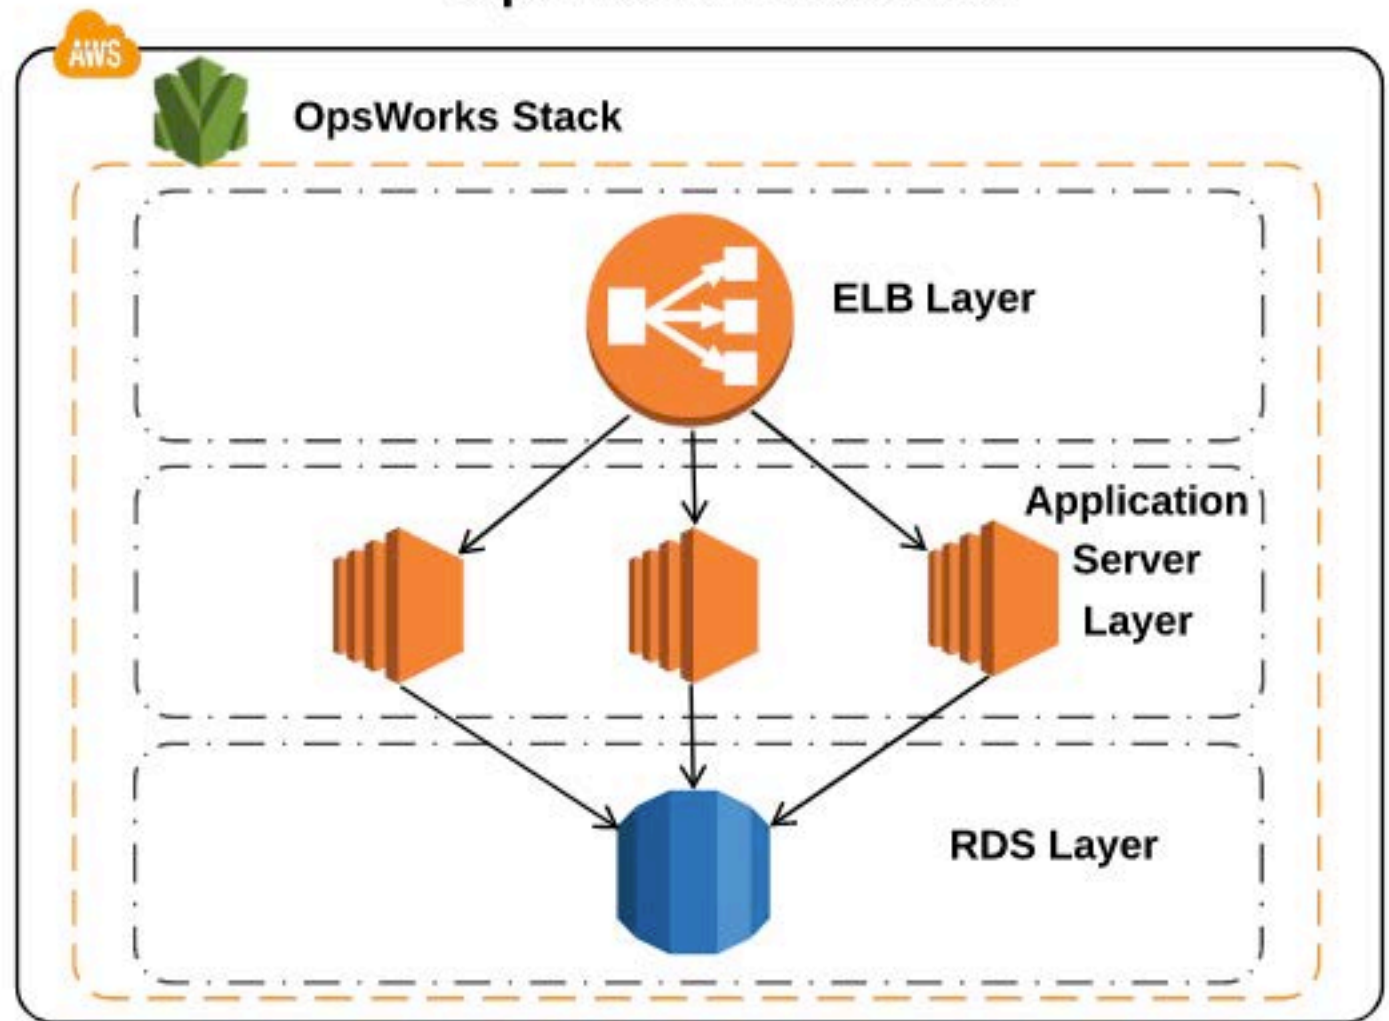 AWS
OpsWorks Stack
ELB Layer
Application
Server
Layer
RDS Layer